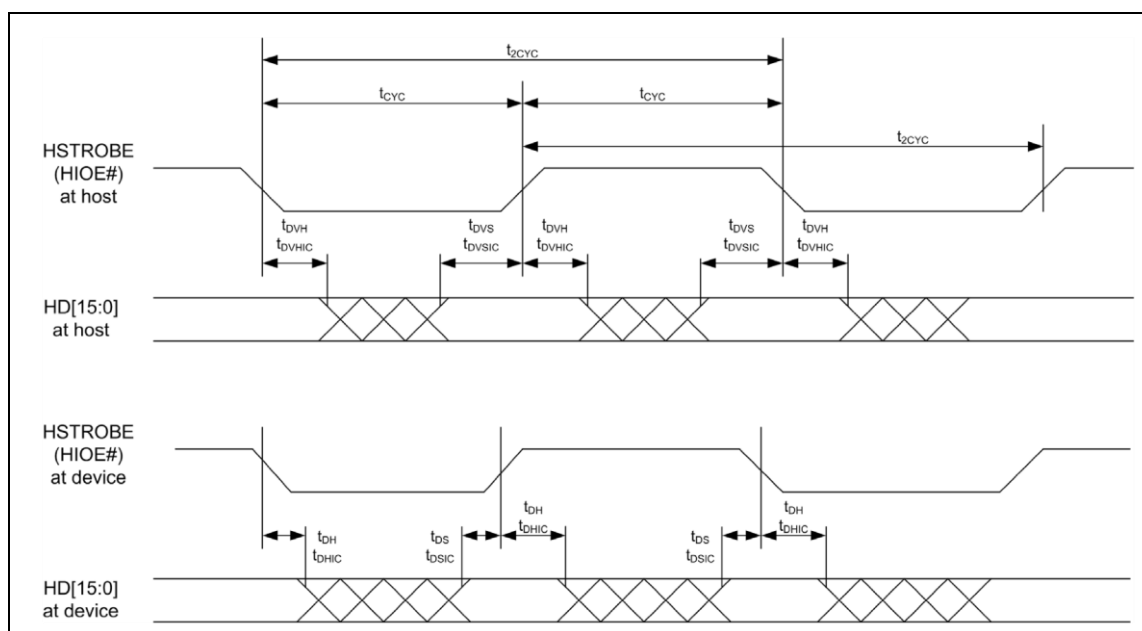 t2CYC
tCYC tCYC
t2CYC
HSTROBE
(HIOE#)
at host
tDVH tDVS tDVH tDVS tDVH
tDVHIC tDVSIC tDVHIC tDVSIC tDVHIC
HD[15:0]
at host
HSTROBE
(HIOE#)
at device
tDH tDH
tDHIC tDHIC
tDH tDS tDS
tDHIC tDSIC tDSIC
HD[15:0]
at device